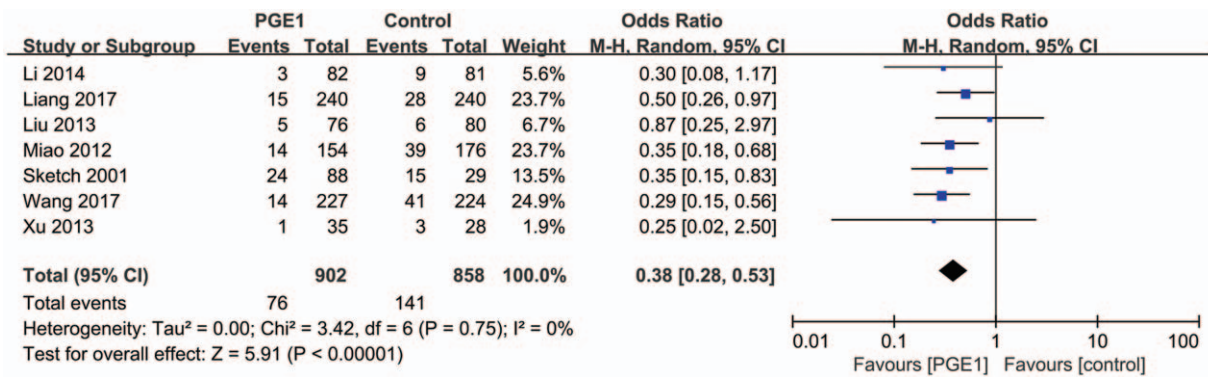 PGE1 Control Odds Ratio Odds Ratio
Study or Subgroup Events Total Events Total Weight M-H, Random, 95% CI M-H, Random, 95% CI
Li 2014 3 82 9 81 5.6% 0.30 [0.08, 1.17]
Liang 2017 15 240 28 240 23.7% 0.50 [0.26, 0.97]
Liu 2013 5 76 6 80 6.7% 0.87 [0.25, 2.97]
Miao 2012 14 154 39 176 23.7% 0.35 [0.18, 0.68]
Sketch 2001 24 88 15 29 13.5% 0.35 [0.15, 0.83]
Wang 2017 14 227 41 224 24.9% 0.29 [0.15, 0.56]
Xu 2013 1 35 3 28 1.9% 0.25 [0.02, 2.50]
Total (95% CI) 902 858 100.0% 0.38 [0.28, 0.53]
Total events 76 141
Heterogeneity: Tau² = 0.00; Chi² = 3.42, df = 6 (P = 0.75); I² = 0%
Test for overall effect: Z = 5.91 (P < 0.00001)
0.01 0.1 1 10 100
Favours [PGE1] Favours [control]